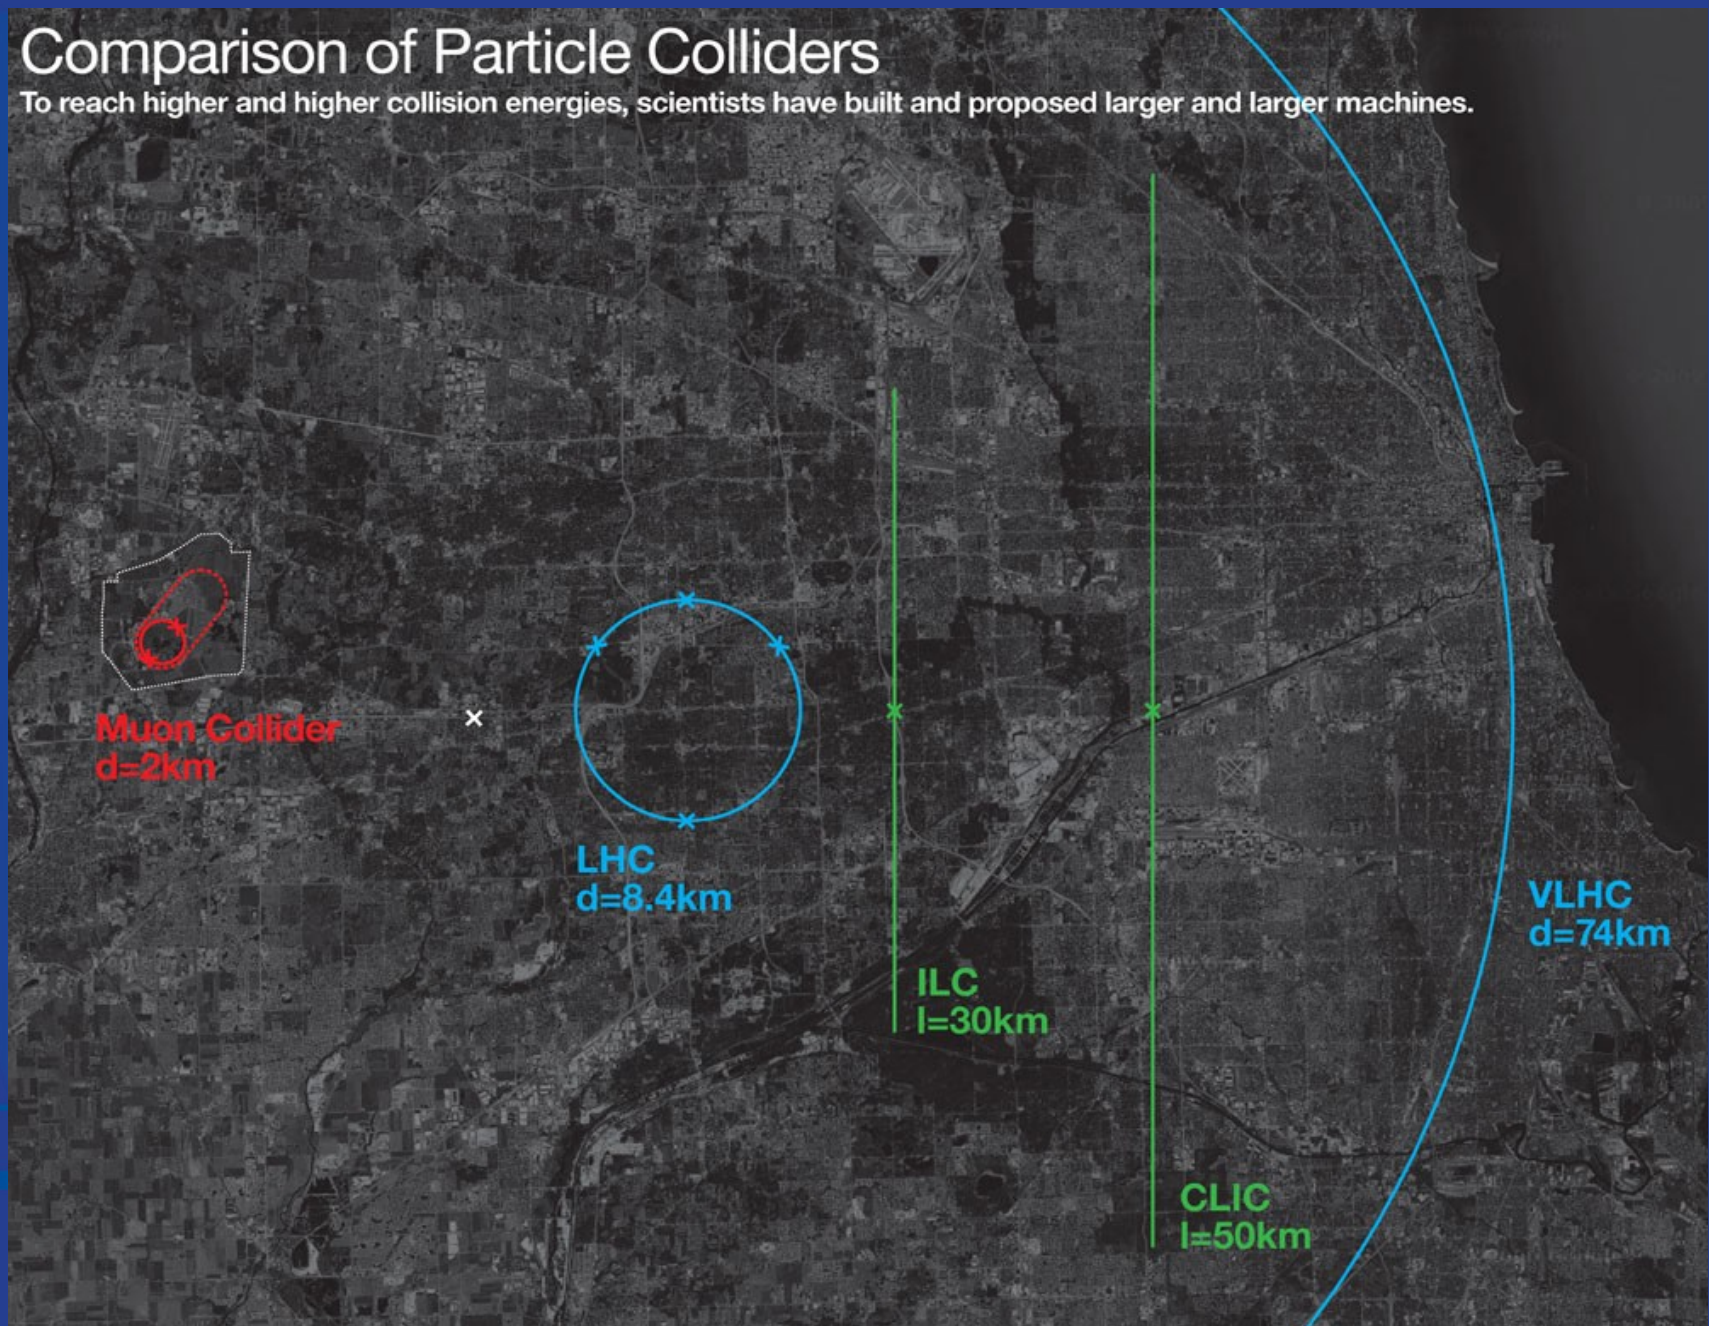 Comparison of Particle Colliders
To reach higher and higher collision energies, scientists have built and proposed larger and larger machines.
Muon Collider
d=2km
LHC
d=8.4km
VLHC
d=74km
ILC
l=30km
CLIC
l=50km